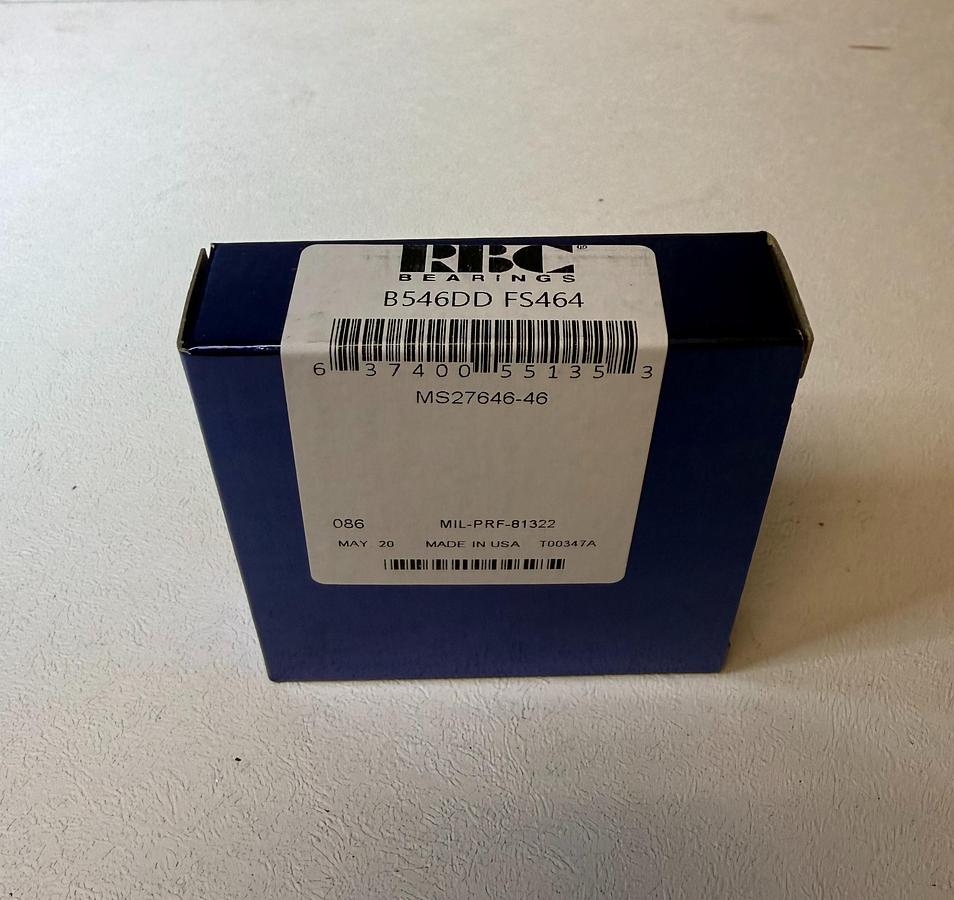 RBC®
BEARINGS
B546DD FS464
6 37400 55135 3
MS27646-46
086 MIL-PRF-81322
MAY 20 MADE IN USA T00347A